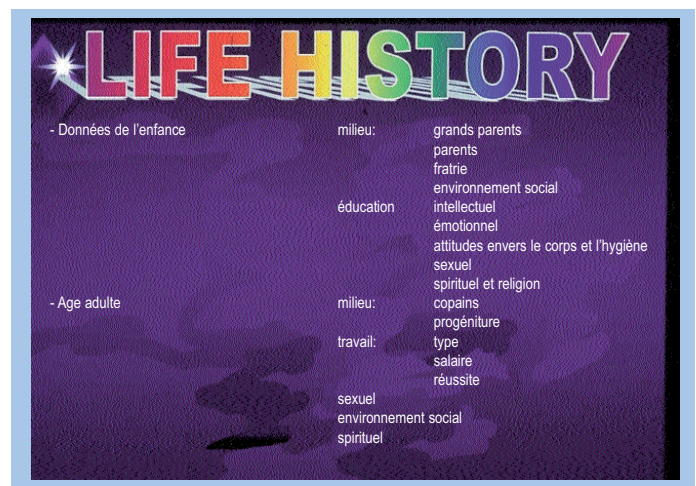 LIFE HISTORY
- Données de l'enfance milieu: grands parents
parents
fratrie
environnement social
éducation intellectuel
émotionnel
attitudes envers le corps et l'hygiène
sexuel
spirituel et religion
- Age adulte milieu: copains
progéniture
travail: type
salaire
réussite
sexuel
environnement social
spirituel